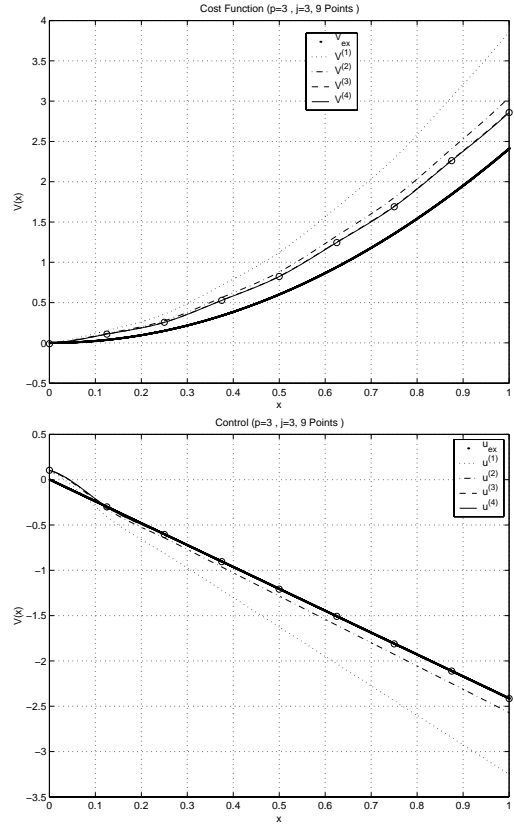 Cost Function (p=3 , j=3, 9 Points )
4
3.5
3
2.5
2
1.5
1
0.5
0
−0.5
V(x)
V_ex
V^(1)
V^(2)
V^(3)
V^(4)
0 0.1 0.2 0.3 0.4 0.5 0.6 0.7 0.8 0.9 1
x
Control (p=3 , j=3, 9 Points )
0.5
0
−0.5
−1
−1.5
−2
−2.5
−3
−3.5
V(x)
u_ex
u^(1)
u^(2)
u^(3)
u^(4)
0 0.1 0.2 0.3 0.4 0.5 0.6 0.7 0.8 0.9 1
x